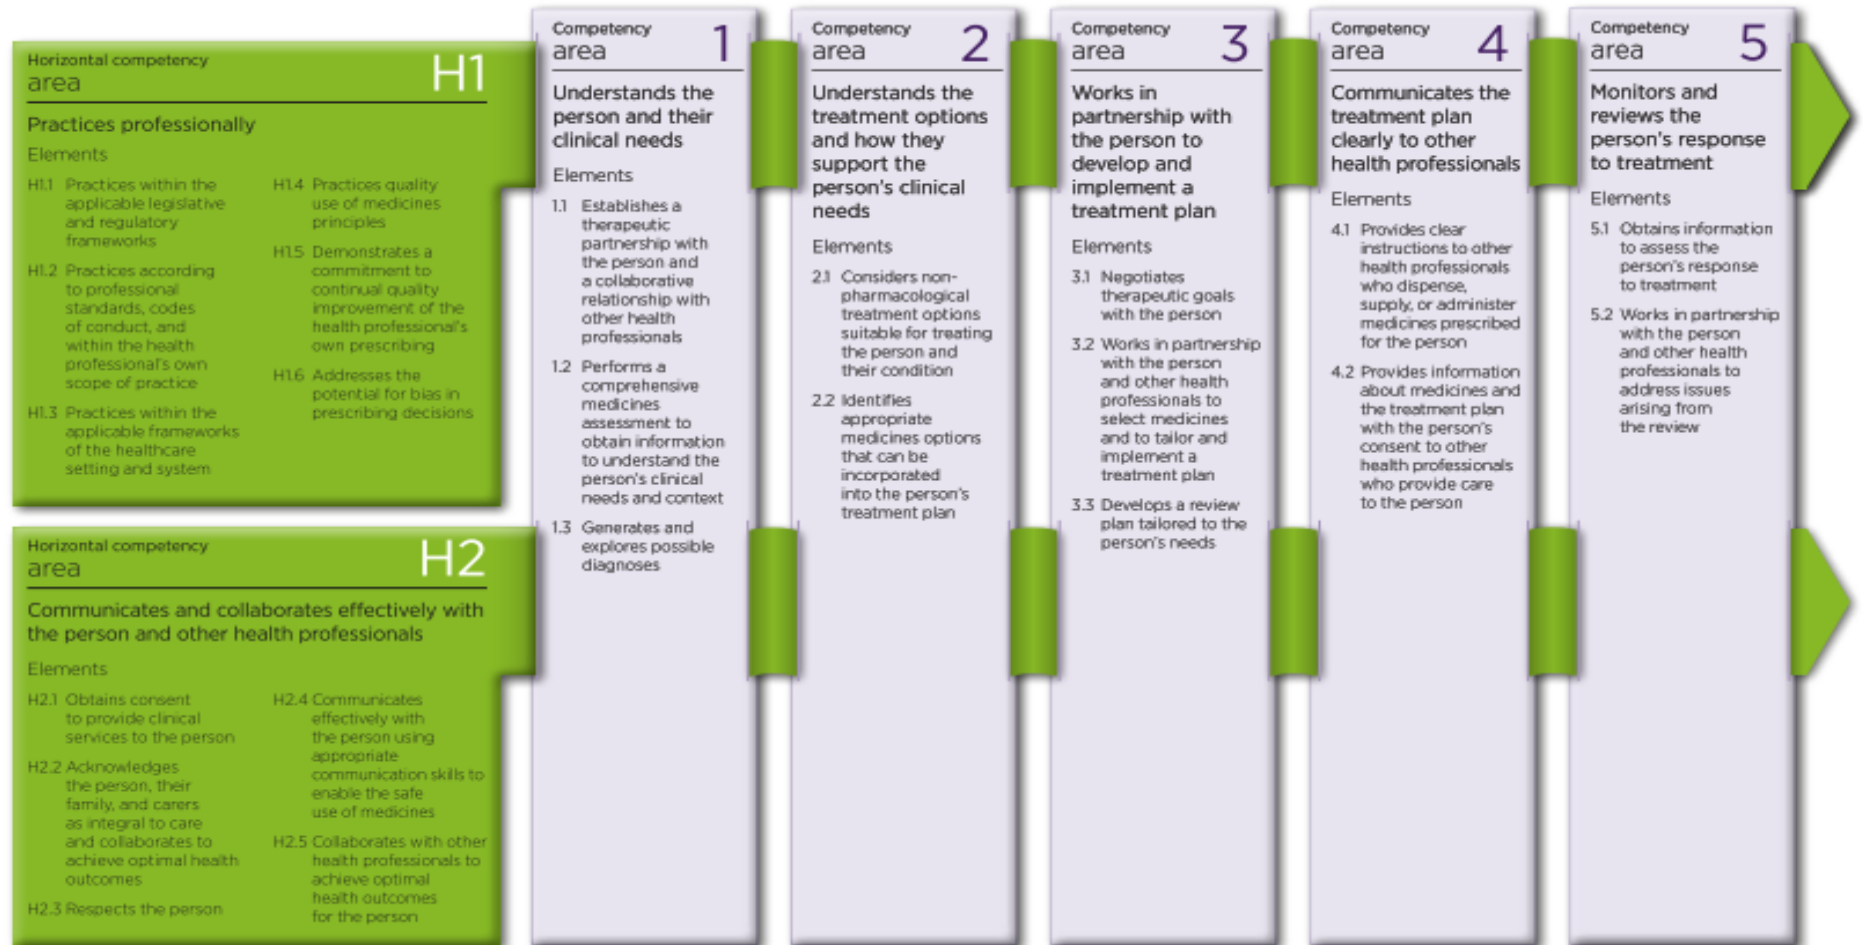 Horizontal competency
area
H1
Practices professionally
Elements
H1.1 Practices within the
applicable legislative
and regulatory
frameworks
H1.2 Practices according
to professional
standards, codes
of conduct, and
within the health
professional's own
scope of practice
H1.3 Practices within the
applicable frameworks
of the healthcare
setting and system
H1.4 Practices quality
use of medicines
principles
H1.5 Demonstrates a
commitment to
continual quality
improvement of the
health professional's
own prescribing
H1.6 Addresses the
potential for bias in
prescribing decisions
Horizontal competency
area
H2
Communicates and collaborates effectively with
the person and other health professionals
Elements
H2.1 Obtains consent
to provide clinical
services to the person
H2.2 Acknowledges
the person, their
family, and carers
as integral to care
and collaborates to
achieve optimal health
outcomes
H2.3 Respects the person
H2.4 Communicates
effectively with
the person using
appropriate
communication skills to
enable the safe
use of medicines
H2.5 Collaborates with other
health professionals to
achieve optimal
health outcomes
for the person
Competency
area
1
Understands the
person and their
clinical needs
Elements
1.1 Establishes a
therapeutic
partnership with
the person and
a collaborative
relationship with
other health
professionals
1.2 Performs a
comprehensive
medicines
assessment to
obtain information
to understand the
person's clinical
needs and context
1.3 Generates and
explores possible
diagnoses
Competency
area
2
Understands the
treatment options
and how they
support the
person's clinical
needs
Elements
2.1 Considers non-
pharmacological
treatment options
suitable for treating
the person and
their condition
2.2 Identifies
appropriate
medicines options
that can be
incorporated
into the person's
treatment plan
Competency
area
3
Works in
partnership with
the person to
develop and
implement a
treatment plan
Elements
3.1 Negotiates
therapeutic goals
with the person
3.2 Works in partnership
with the person
and other health
professionals to
select medicines
and to tailor and
implement a
treatment plan
3.3 Develops a review
plan tailored to the
person's needs
Competency
area
4
Communicates the
treatment plan
clearly to other
health professionals
Elements
4.1 Provides clear
instructions to other
health professionals
who dispense,
supply, or administer
medicines prescribed
for the person
4.2 Provides information
about medicines and
the treatment plan
with the person's
consent to other
health professionals
who provide care
to the person
Competency
area
5
Monitors and
reviews the
person's response
to treatment
Elements
5.1 Obtains information
to assess the
person's response
to treatment
5.2 Works in partnership
with the person
and other health
professionals to
address issues
arising from
the review